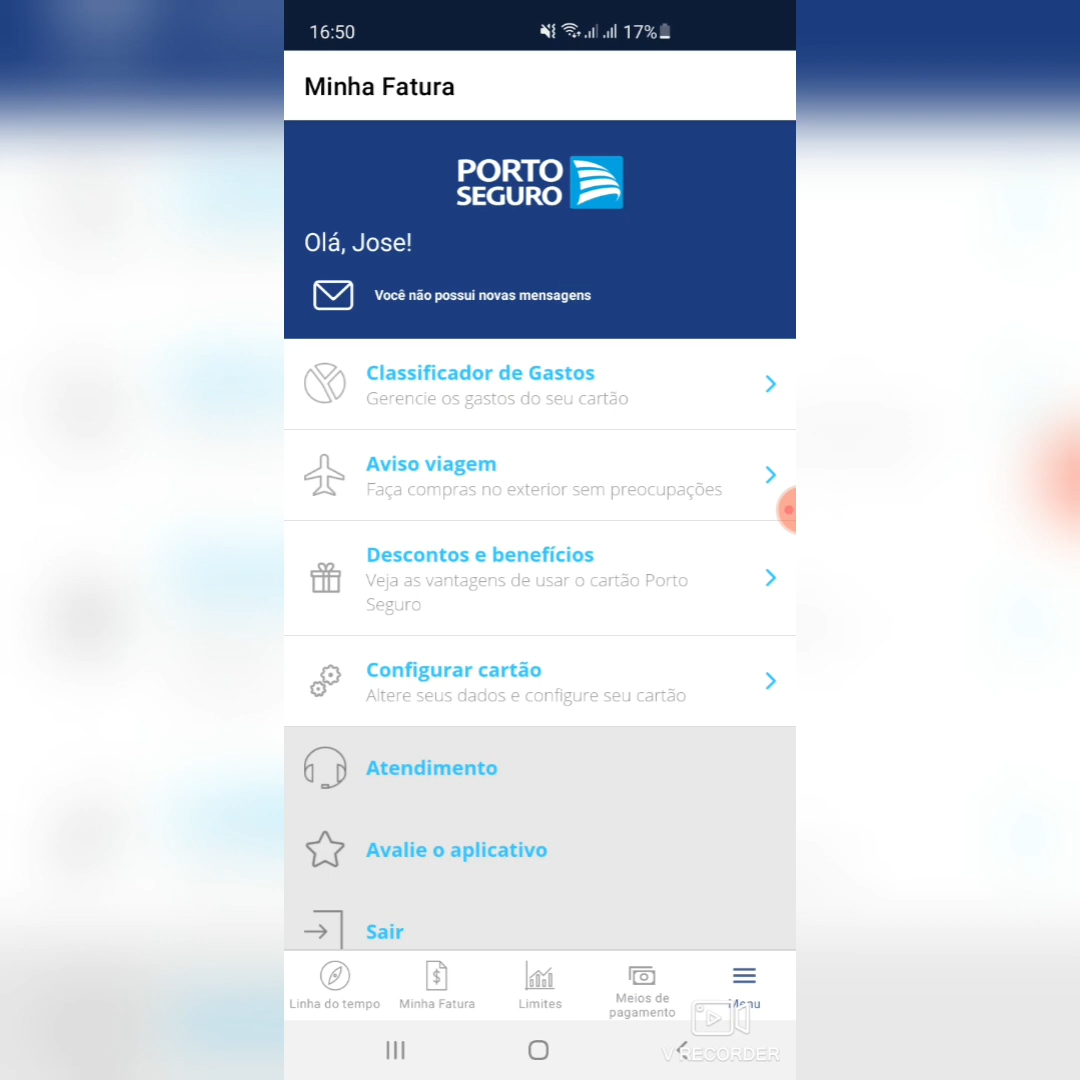 16:50
17%
Minha Fatura
PORTO
SEGURO
Olá, Jose!
Você não possui novas mensagens
Classificador de Gastos
Gerencie os gastos do seu cartão
Aviso viagem
Faça compras no exterior sem preocupações
Descontos e benefícios
Veja as vantagens de usar o cartão Porto
Seguro
Configurar cartão
Altere seus dados e configure seu cartão
Atendimento
Avalie o aplicativo
Sair
Linha do tempo
Minha Fatura
Limites
Meios de
pagamento
Menu
V RECORDER